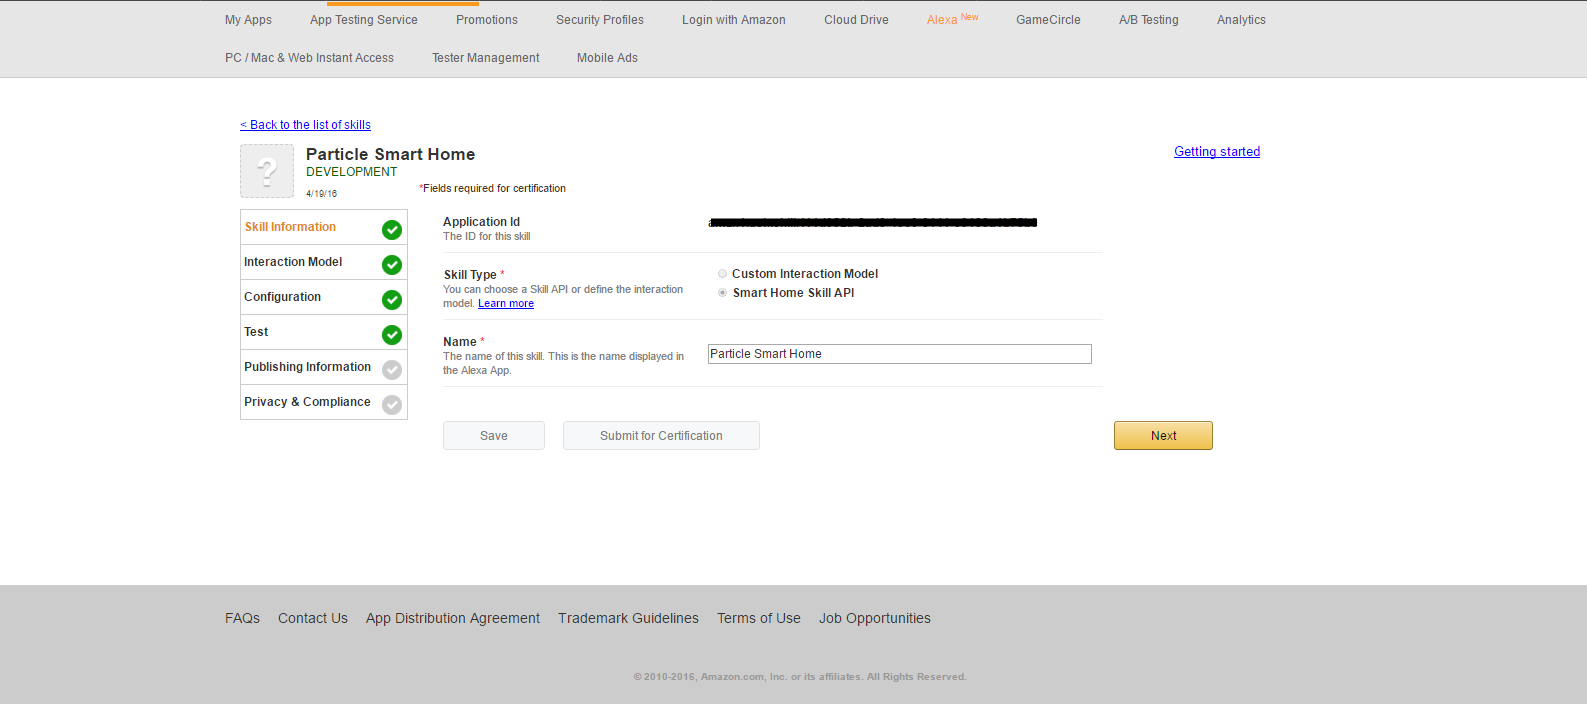 My Apps App Testing Service Promotions Security Profiles Login with Amazon Cloud Drive Alexa New GameCircle A/B Testing Analytics
PC / Mac & Web Instant Access Tester Management Mobile Ads
< Back to the list of skills
Particle Smart Home
Getting started
DEVELOPMENT
4/19/16
*Fields required for certification
Skill Information
Interaction Model
Configuration
Test
Publishing Information
Privacy & Compliance
Application Id
The ID for this skill
Skill Type *
You can choose a Skill API or define the interaction
model. Learn more
Custom Interaction Model
Smart Home Skill API
Name *
The name of this skill. This is the name displayed in
the Alexa App.
Particle Smart Home
Save Submit for Certification Next
FAQs Contact Us App Distribution Agreement Trademark Guidelines Terms of Use Job Opportunities
© 2010-2016, Amazon.com, Inc. or its affiliates. All Rights Reserved.